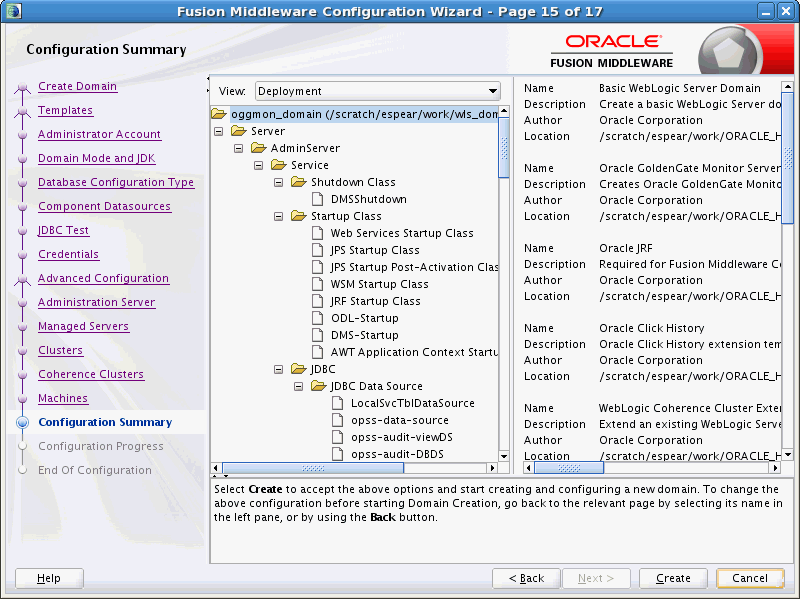 Fusion Middleware Configuration Wizard - Page 15 of 17
Configuration Summary
ORACLE
FUSION MIDDLEWARE
Create Domain
Templates
Administrator Account
Domain Mode and JDK
Database Configuration Type
Component Datasources
JDBC Test
Credentials
Advanced Configuration
Administration Server
Managed Servers
Clusters
Coherence Clusters
Machines
Configuration Summary
Configuration Progress
End Of Configuration
View: Deployment
oggmon_domain (/scratch/espear/work/wls_dom
Server
AdminServer
Service
Shutdown Class
DMSShutdown
Startup Class
Web Services Startup Class
JPS Startup Class
JPS Startup Post-Activation Clas
WSM Startup Class
JRF Startup Class
ODL-Startup
DMS-Startup
AWT Application Context Startu
JDBC
JDBC Data Source
LocalSvcTblDataSource
opss-data-source
opss-audit-viewDS
opss-audit-DBDS
Name Basic WebLogic Server Domain
Description Create a basic WebLogic Server do
Author Oracle Corporation
Location /scratch/espear/work/ORACLE_H
Name Oracle GoldenGate Monitor Server
Description Creates Oracle GoldenGate Monito
Author Oracle Corporation
Location /scratch/espear/work/ORACLE_H
Name Oracle JRF
Description Required for Fusion Middleware Co
Author Oracle Corporation
Location /scratch/espear/work/ORACLE_H
Name Oracle Click History
Description Oracle Click History extension tem
Author Oracle Corporation
Location /scratch/espear/work/ORACLE_H
Name WebLogic Coherence Cluster Exter
Description Extend an existing WebLogic Serve
Author Oracle Corporation
Location /scratch/espear/work/ORACLE_H
Select Create to accept the above options and start creating and configuring a new domain. To change the
above configuration before starting Domain Creation, go back to the relevant page by selecting its name in
the left pane, or by using the Back button.
Help
< Back
Next >
Create
Cancel